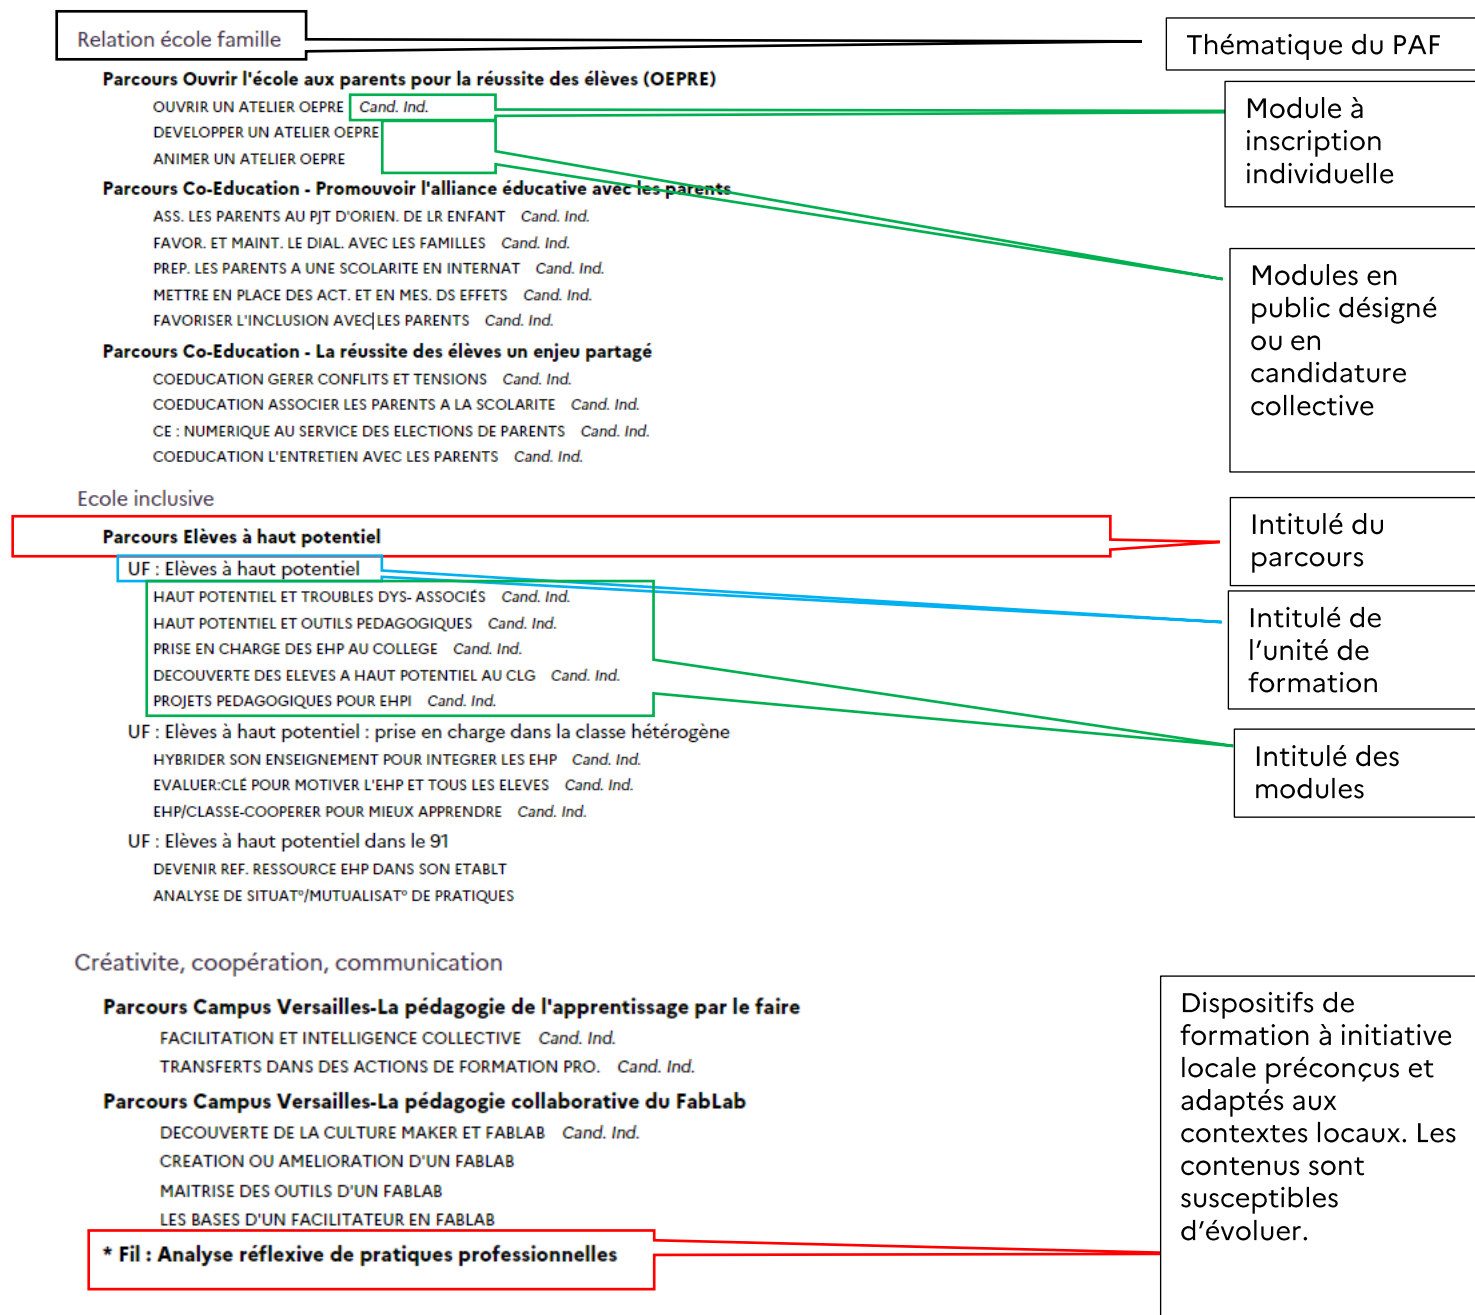 Relation école famille
Thématique du PAF
Parcours Ouvrir l'école aux parents pour la réussite des élèves (OEPRE)
OUVRIR UN ATELIER OEPRE Cand. Ind.
DEVELOPPER UN ATELIER OEPRE
ANIMER UN ATELIER OEPRE
Module à
inscription
individuelle
Parcours Co-Education - Promouvoir l'alliance éducative avec les parents
ASS. LES PARENTS AU PJT D'ORIEN. DE LR ENFANT Cand. Ind.
FAVOR. ET MAINT. LE DIAL. AVEC LES FAMILLES Cand. Ind.
PREP. LES PARENTS A UNE SCOLARITE EN INTERNAT Cand. Ind.
METTRE EN PLACE DES ACT. ET EN MES. DS EFFETS Cand. Ind.
FAVORISER L'INCLUSION AVEC LES PARENTS Cand. Ind.
Modules en
public désigné
ou en
candidature
collective
Parcours Co-Education - La réussite des élèves un enjeu partagé
COEDUCATION GERER CONFLITS ET TENSIONS Cand. Ind.
COEDUCATION ASSOCIER LES PARENTS A LA SCOLARITE Cand. Ind.
CE : NUMERIQUE AU SERVICE DES ELECTIONS DE PARENTS Cand. Ind.
COEDUCATION L'ENTRETIEN AVEC LES PARENTS Cand. Ind.
Ecole inclusive
Parcours Elèves à haut potentiel
Intitulé du
parcours
UF : Elèves à haut potentiel
HAUT POTENTIEL ET TROUBLES DYS- ASSOCIÉS Cand. Ind.
HAUT POTENTIEL ET OUTILS PEDAGOGIQUES Cand. Ind.
PRISE EN CHARGE DES EHP AU COLLEGE Cand. Ind.
DECOUVERTE DES ELEVES A HAUT POTENTIEL AU CLG Cand. Ind.
PROJETS PEDAGOGIQUES POUR EHPI Cand. Ind.
Intitulé de
l'unité de
formation
UF : Elèves à haut potentiel : prise en charge dans la classe hétérogène
HYBRIDER SON ENSEIGNEMENT POUR INTEGRER LES EHP Cand. Ind.
EVALUER:CLÉ POUR MOTIVER L'EHP ET TOUS LES ELEVES Cand. Ind.
EHP/CLASSE-COOPERER POUR MIEUX APPRENDRE Cand. Ind.
Intitulé des
modules
UF : Elèves à haut potentiel dans le 91
DEVENIR REF. RESSOURCE EHP DANS SON ETABLT
ANALYSE DE SITUAT°/MUTUALISAT° DE PRATIQUES
Créativite, coopération, communication
Parcours Campus Versailles-La pédagogie de l'apprentissage par le faire
FACILITATION ET INTELLIGENCE COLLECTIVE Cand. Ind.
TRANSFERTS DANS DES ACTIONS DE FORMATION PRO. Cand. Ind.
Parcours Campus Versailles-La pédagogie collaborative du FabLab
DECOUVERTE DE LA CULTURE MAKER ET FABLAB Cand. Ind.
CREATION OU AMELIORATION D'UN FABLAB
MAITRISE DES OUTILS D'UN FABLAB
LES BASES D'UN FACILITATEUR EN FABLAB
* Fil : Analyse réflexive de pratiques professionnelles
Dispositifs de
formation à initiative
locale préconçus et
adaptés aux
contextes locaux. Les
contenus sont
susceptibles
d'évoluer.